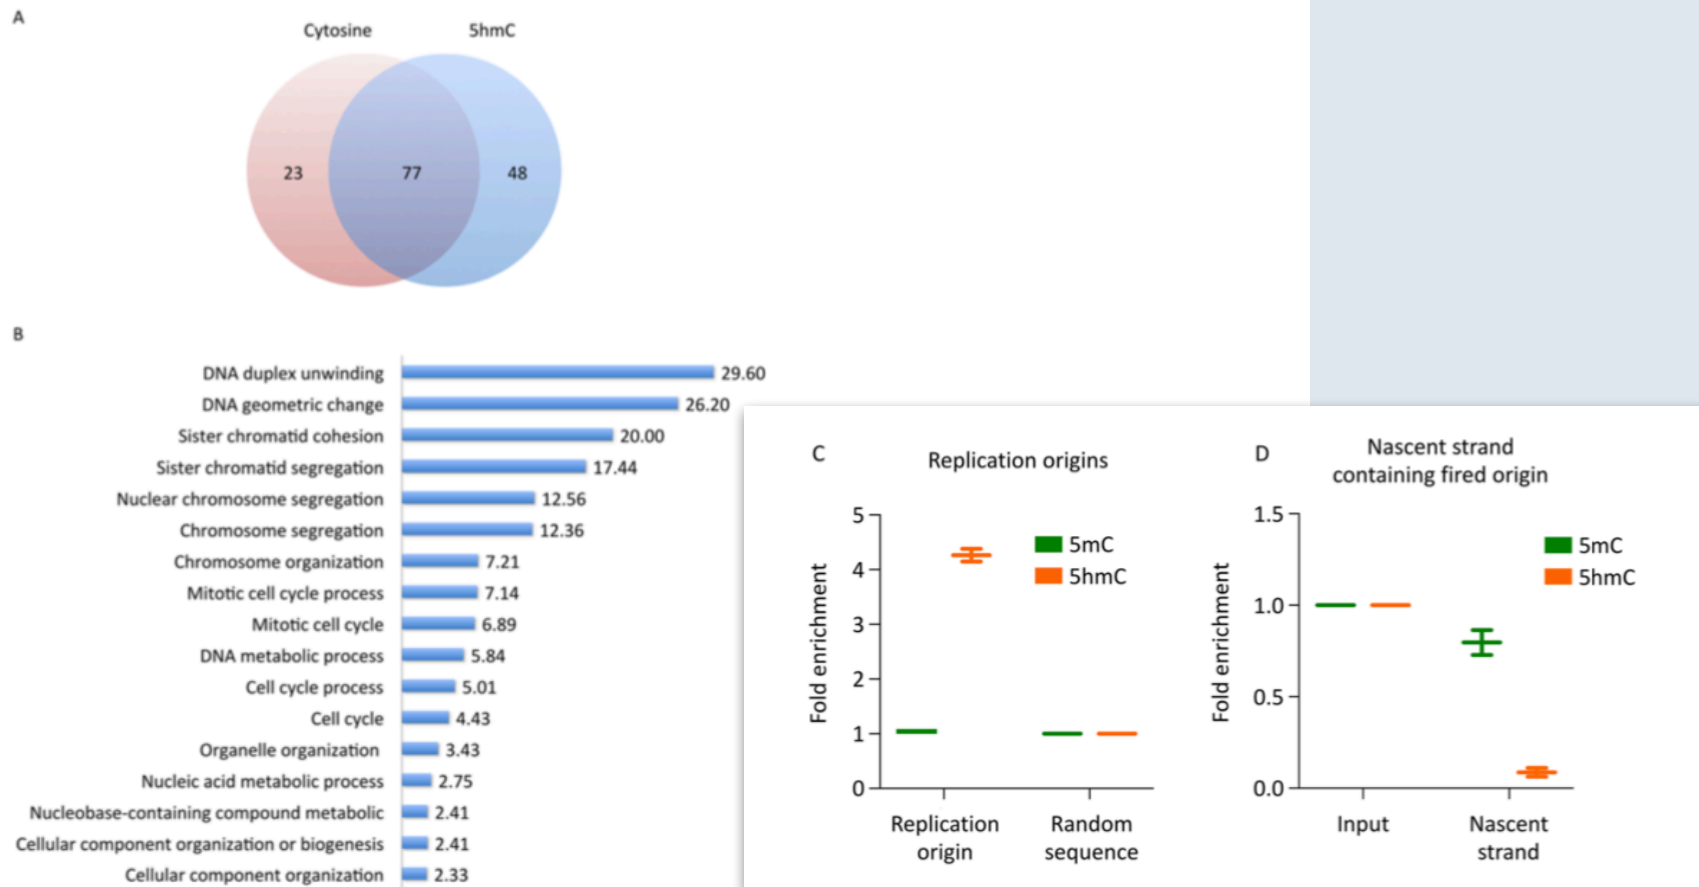 A
Cytosine 5hmC
23 77 48
B
DNA duplex unwinding 29.60
DNA geometric change 26.20
Sister chromatid cohesion 20.00
Sister chromatid segregation 17.44
Nuclear chromosome segregation 12.56
Chromosome segregation 12.36
Chromosome organization 7.21
Mitotic cell cycle process 7.14
Mitotic cell cycle 6.89
DNA metabolic process 5.84
Cell cycle process 5.01
Cell cycle 4.43
Organelle organization 3.43
Nucleic acid metabolic process 2.75
Nucleobase-containing compound metabolic 2.41
Cellular component organization or biogenesis 2.41
Cellular component organization 2.33
C
Replication origins
Fold enrichment
5
4
3
2
1
0
5mC
5hmC
Replication
origin
Random
sequence
D
Nascent strand
containing fired origin
Fold enrichment
1.5
1.0
0.5
0.0
5mC
5hmC
Input
Nascent
strand